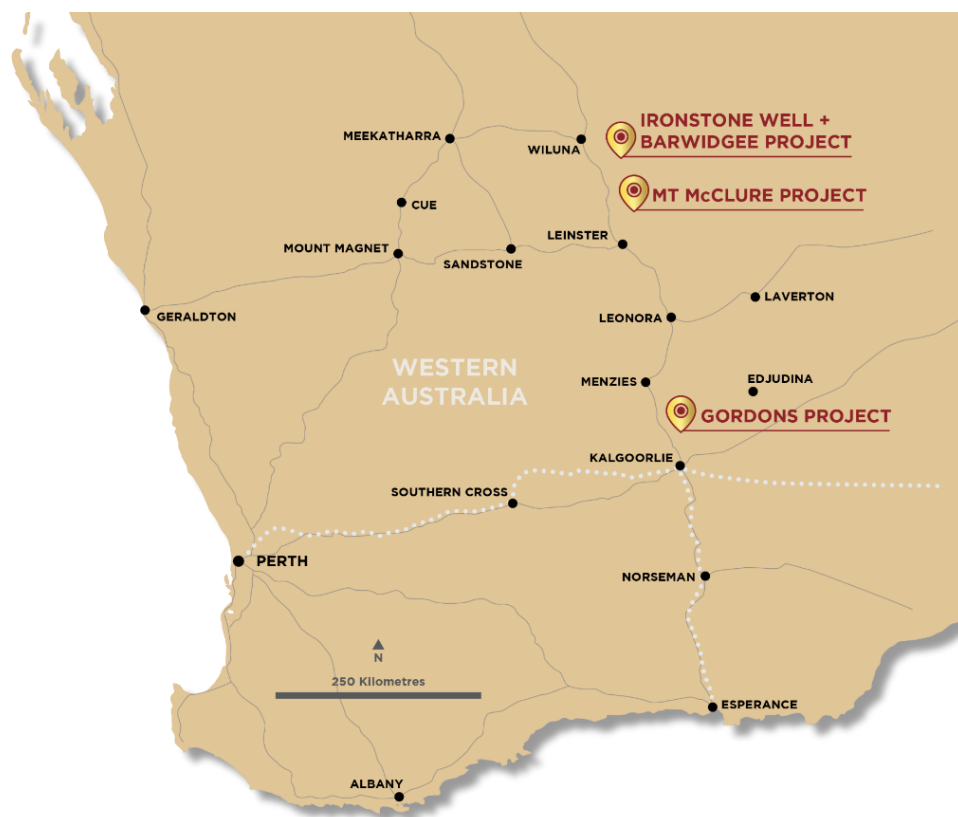 IRONSTONE WELL +
BARWIDGEE PROJECT
MEEKATHARRA
WILUNA
MT McCLURE PROJECT
CUE
LEINSTER
MOUNT MAGNET
SANDSTONE
LAVERTON
GERALDTON
LEONORA
WESTERN
AUSTRALIA
MENZIES
EDJUDINA
GORDONS PROJECT
KALGOORLIE
SOUTHERN CROSS
PERTH
NORSEMAN
N
250 Kilometres
ESPERANCE
ALBANY